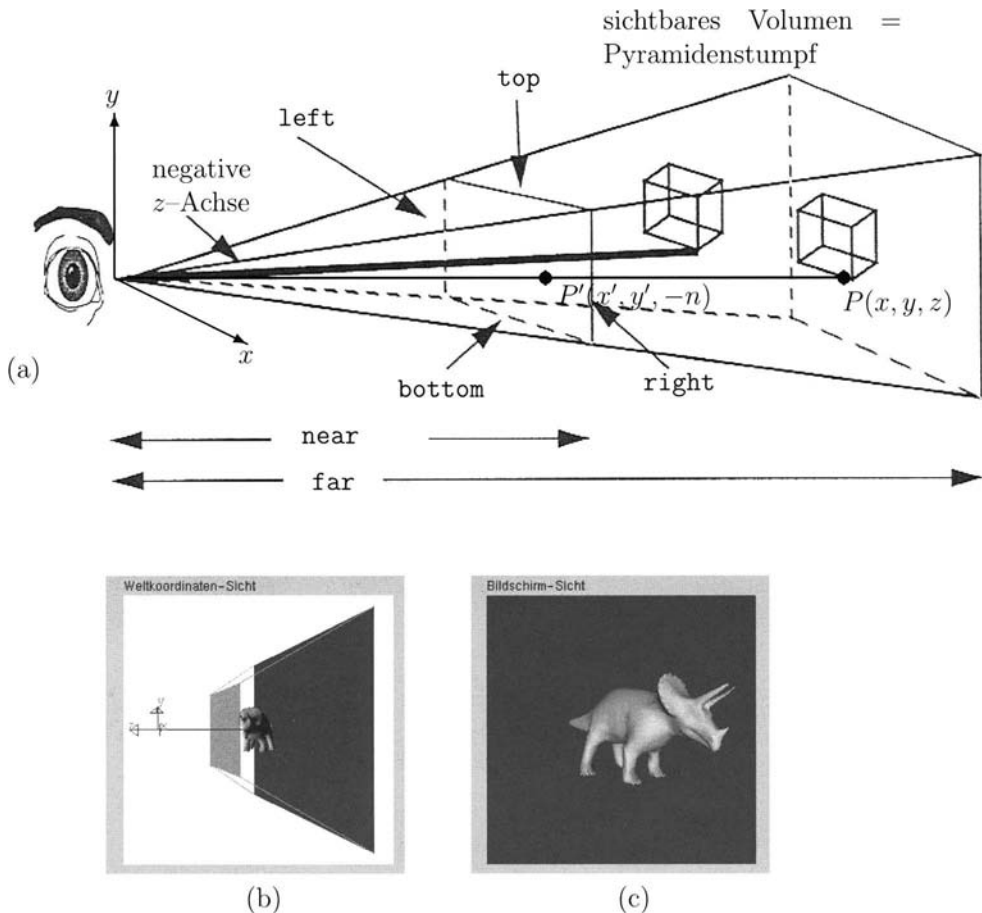 sichtbares Volumen =
Pyramidenstumpf
top
y
left
negative
z–Achse
P'(x', y', −n)
P(x, y, z)
x
(a)
bottom
right
near
far
Weltkoordinaten-Sicht
Bildschirm-Sicht
y
z
x
(b)
(c)